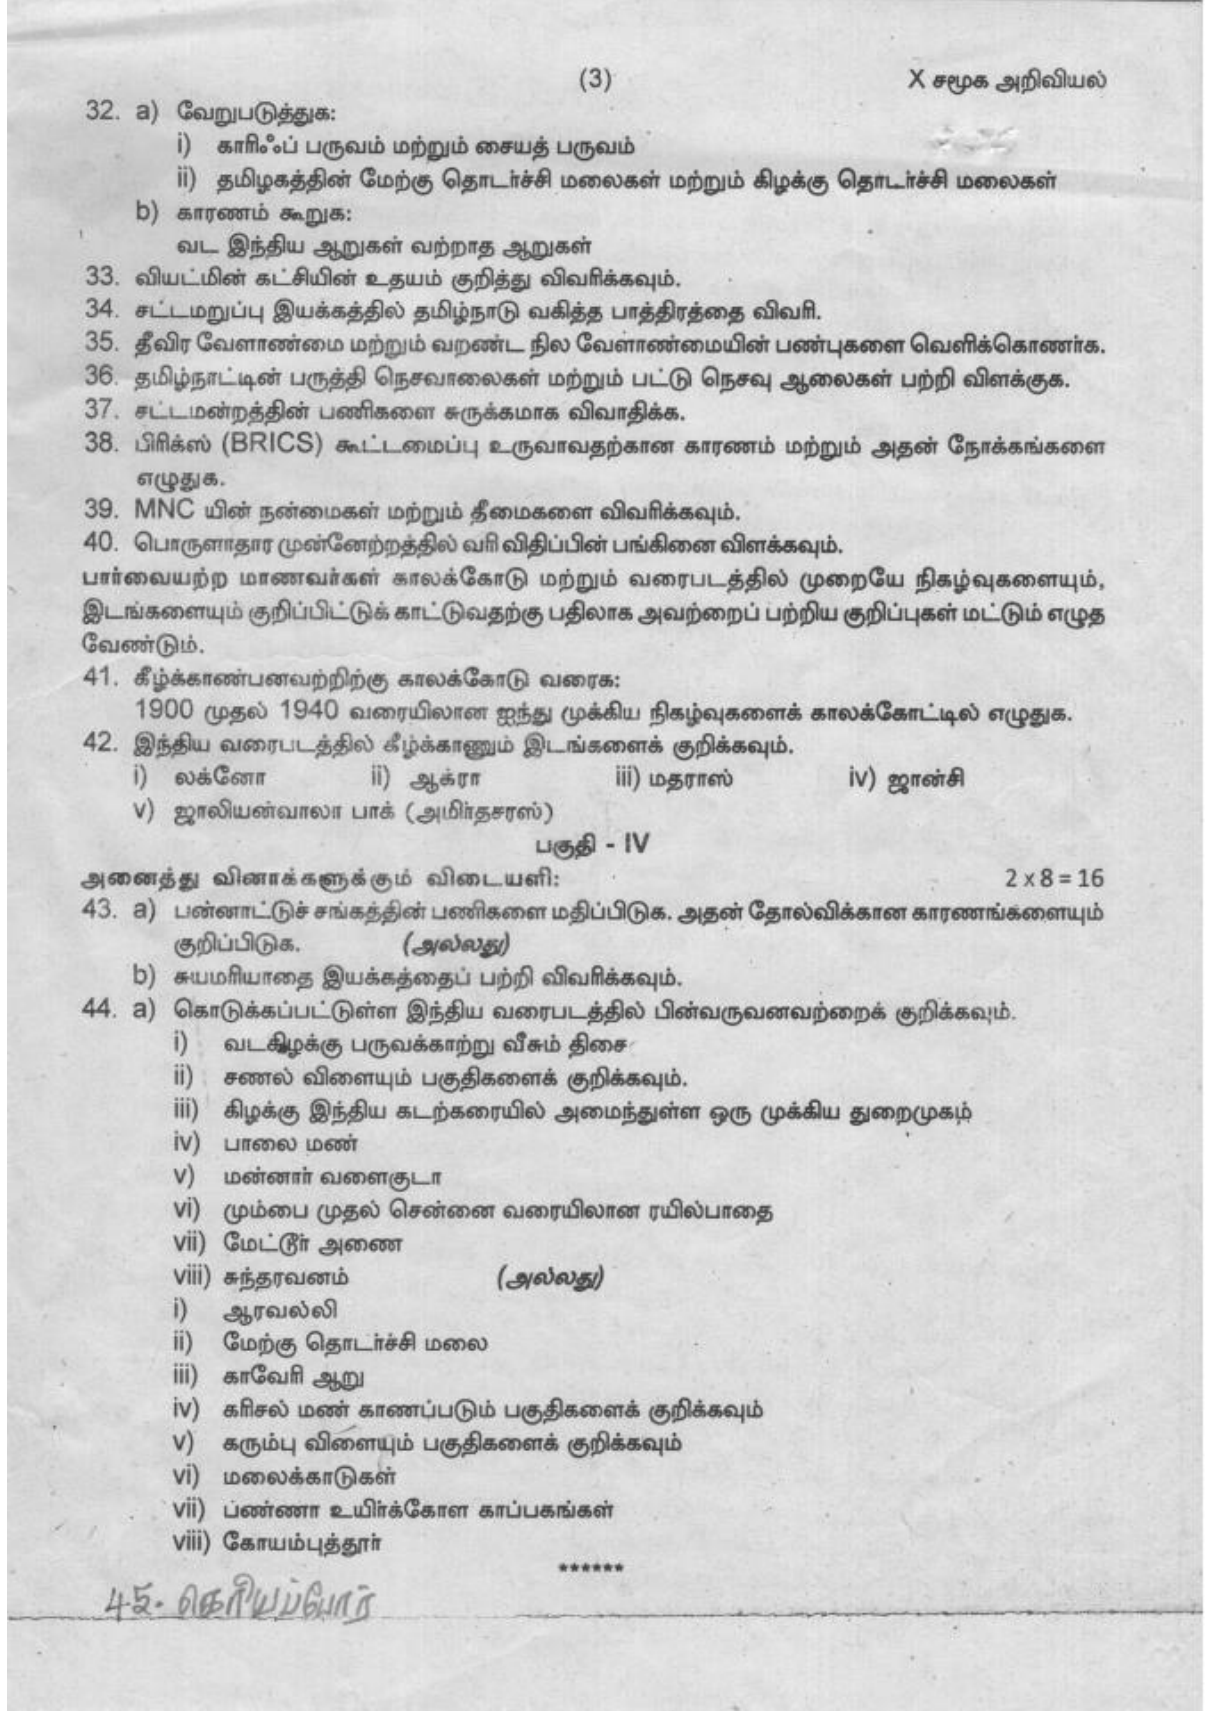 (3) X சமூக அறிவியல்
32. a) வேறுபடுத்துக:
i) காரிஃப் பருவம் மற்றும் சையத் பருவம்
ii) தமிழகத்தின் மேற்கு தொடர்ச்சி மலைகள் மற்றும் கிழக்கு தொடர்ச்சி மலைகள்
b) காரணம் கூறுக:
வட இந்திய ஆறுகள் வற்றாத ஆறுகள்
33. வியட்மின் கட்சியின் உதயம் குறித்து விவரிக்கவும்.
34. சட்டமறுப்பு இயக்கத்தில் தமிழ்நாடு வகித்த பாத்திரத்தை விவரி.
35. தீவிர வேளாண்மை மற்றும் வறண்ட நில வேளாண்மையின் பண்புகளை வெளிக்கொணர்க.
36. தமிழ்நாட்டின் பருத்தி நெசவாலைகள் மற்றும் பட்டு நெசவு ஆலைகள் பற்றி விளக்குக.
37. சட்டமன்றத்தின் பணிகளை சுருக்கமாக விவாதிக்க.
38. பிரிக்ஸ் (BRICS) கூட்டமைப்பு உருவாவதற்கான காரணம் மற்றும் அதன் நோக்கங்களை
எழுதுக.
39. MNC யின் நன்மைகள் மற்றும் தீமைகளை விவரிக்கவும்.
40. பொருளாதார முன்னேற்றத்தில் வரி விதிப்பின் பங்கினை விளக்கவும்.
பார்வையற்ற மாணவர்கள் காலக்கோடு மற்றும் வரைபடத்தில் முறையே நிகழ்வுகளையும்,
இடங்களையும் குறிப்பிட்டுக் காட்டுவதற்கு பதிலாக அவற்றைப் பற்றிய குறிப்புகள் மட்டும் எழுத
வேண்டும்.
41. கீழ்க்காண்பனவற்றிற்கு காலக்கோடு வரைக:
1900 முதல் 1940 வரையிலான ஐந்து முக்கிய நிகழ்வுகளைக் காலக்கோட்டில் எழுதுக.
42. இந்திய வரைபடத்தில் கீழ்க்காணும் இடங்களைக் குறிக்கவும்.
i) லக்னோ ii) ஆக்ரா iii) மதராஸ் iv) ஜான்சி
v) ஜாலியன்வாலா பாக் (அமிர்தசரஸ்)
பகுதி - IV
அனைத்து வினாக்களுக்கும் விடையளி: 2 x 8 = 16
43. a) பன்னாட்டுச் சங்கத்தின் பணிகளை மதிப்பிடுக. அதன் தோல்விக்கான காரணங்களையும்
குறிப்பிடுக. (அல்லது)
b) சுயமரியாதை இயக்கத்தைப் பற்றி விவரிக்கவும்.
44. a) கொடுக்கப்பட்டுள்ள இந்திய வரைபடத்தில் பின்வருவனவற்றைக் குறிக்கவும்.
i) வடகிழக்கு பருவக்காற்று வீசும் திசை
ii) சணல் விளையும் பகுதிகளைக் குறிக்கவும்.
iii) கிழக்கு இந்திய கடற்கரையில் அமைந்துள்ள ஒரு முக்கிய துறைமுகம்
iv) பாலை மண்
v) மன்னார் வளைகுடா
vi) மும்பை முதல் சென்னை வரையிலான ரயில்பாதை
vii) மேட்டூர் அணை
viii) சுந்தரவனம் (அல்லது)
i) ஆரவல்லி
ii) மேற்கு தொடர்ச்சி மலை
iii) காவேரி ஆறு
iv) கரிசல் மண் காணப்படும் பகுதிகளைக் குறிக்கவும்
v) கரும்பு விளையும் பகுதிகளைக் குறிக்கவும்
vi) மலைக்காடுகள்
vii) பண்ணா உயிர்க்கோள காப்பகங்கள்
viii) கோயம்புத்தூர்
******
45. கெரியப்போர்